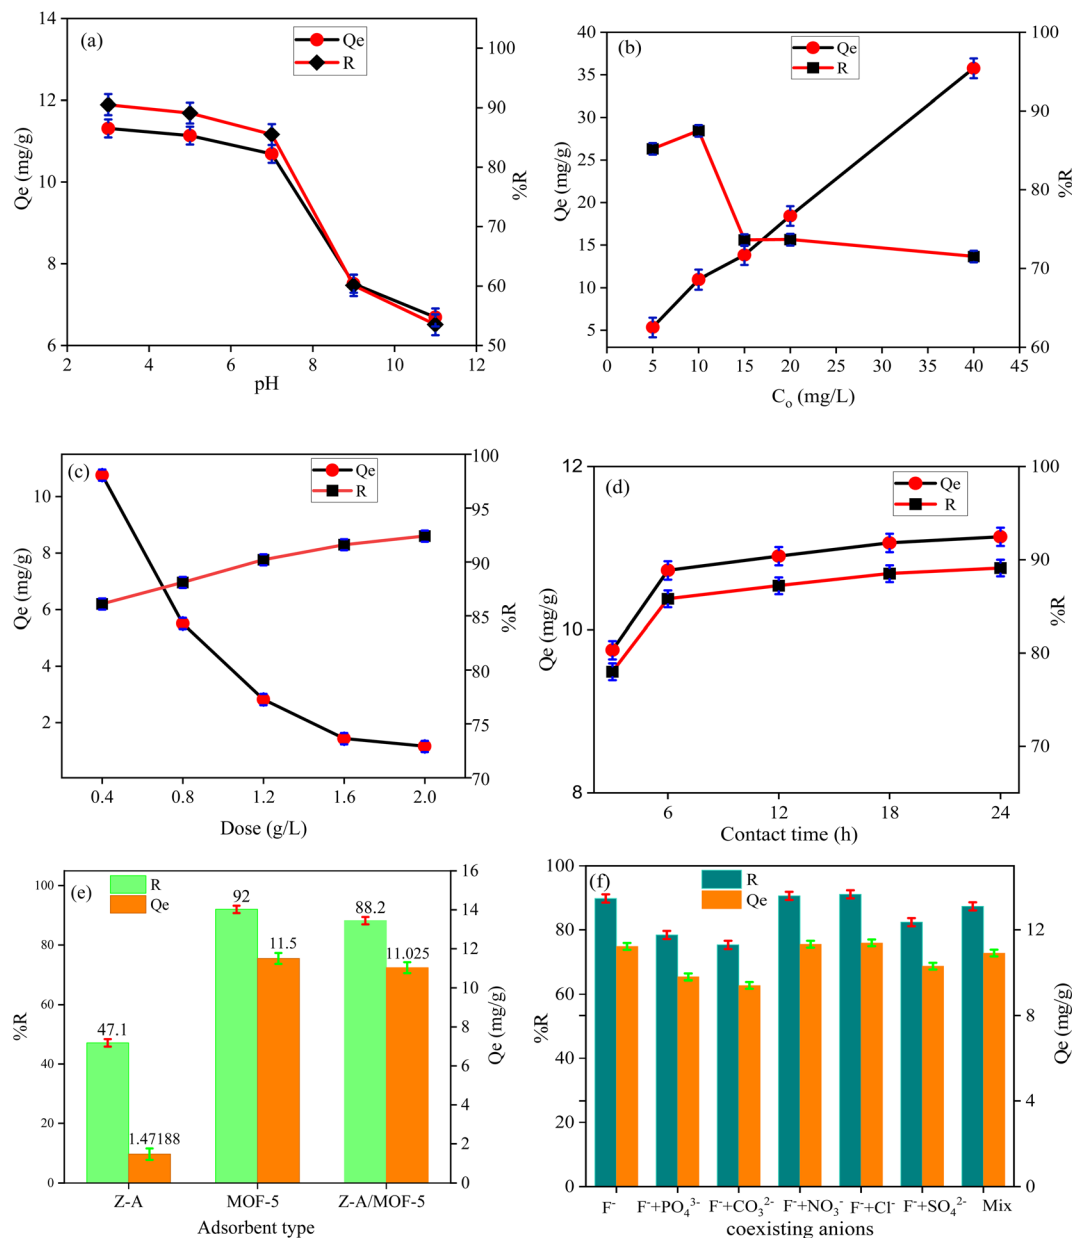 (a)
Qe
R
14
12
10
8
6
Qe (mg/g)
100
90
80
70
60
50
%R
2 4 6 8 10 12
pH
(b)
Qe
R
40
35
30
25
20
15
10
5
Qe (mg/g)
100
90
80
70
60
%R
0 5 10 15 20 25 30 35 40 45
Co (mg/L)
(c)
Qe
R
10
8
6
4
2
Qe (mg/g)
100
95
90
85
80
75
70
%R
0.4 0.8 1.2 1.6 2.0
Dose (g/L)
(d)
Qe
R
12
10
8
Qe (mg/g)
100
90
80
70
%R
6 12 18 24
Contact time (h)
(e)
R
Qe
100
80
60
40
20
0
%R
16
14
12
10
8
6
4
2
0
Qe (mg/g)
47.1
1.47188
92
11.5
88.2
11.025
Z-A MOF-5 Z-A/MOF-5
Adsorbent type
(f)
R
Qe
100
80
60
40
20
0
%R
12
8
4
0
Qe (mg/g)
F⁻ F⁻+PO₄³⁻ F⁻+CO₃²⁻ F⁻+NO₃⁻ F⁻+Cl⁻ F⁻+SO₄²⁻ Mix
coexisting anions